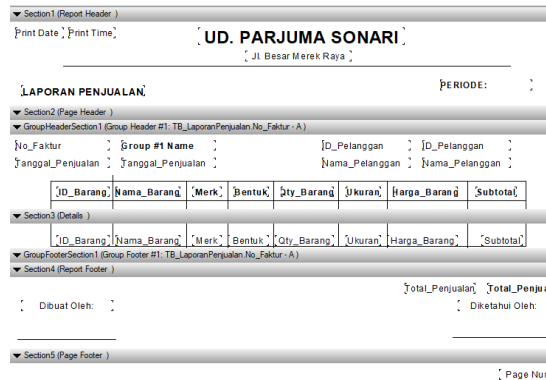 Section1 (Report Header )
Print Date Print Time UD. PARJUMA SONARI
Jl. Besar Merek Raya
LAPORAN PENJUALAN PERIODE:
Section2 (Page Header )
GroupHeaderSection1 (Group Header #1: TB_LaporanPenjualan.No_Faktur - A )
No_Faktur Group #1 Name ID_Pelanggan ID_Pelanggan
Tanggal_Penjualan Tanggal_Penjualan Nama_Pelanggan Nama_Pelanggan
ID_Barang Nama_Barang Merk Bentuk Qty_Barang Ukuran Harga_Barang Subtotal
Section3 (Details )
ID_Barang Nama_Barang Merk Bentuk Qty_Barang Ukuran Harga_Barang Subtotal
GroupFooterSection1 (Group Footer #1: TB_LaporanPenjualan.No_Faktur - A )
Section4 (Report Footer )
Total_Penjualan Total_Penjua
Dibuat Oleh: Diketahui Oleh:
Section5 (Page Footer )
Page Nu